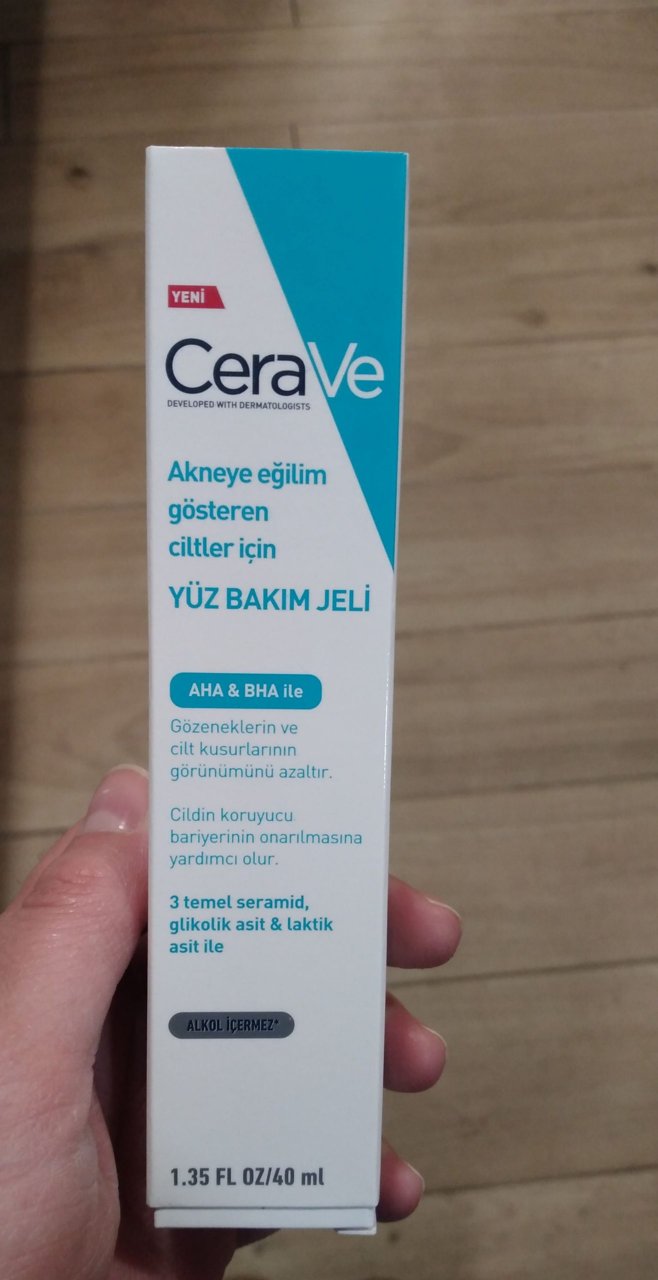 YENİ
CeraVe
DEVELOPED WITH DERMATOLOGISTS
Akneye eğilim
gösteren
ciltler için
YÜZ BAKIM JELİ
AHA & BHA ile
Gözeneklerin ve
cilt kusurlarının
görünümünü azaltır.
Cildin koruyucu
bariyerinin onarılmasına
yardımcı olur.
3 temel seramid,
glikolik asit & laktik
asit ile
ALKOL İÇERMEZ*
1.35 FL OZ/40 ml